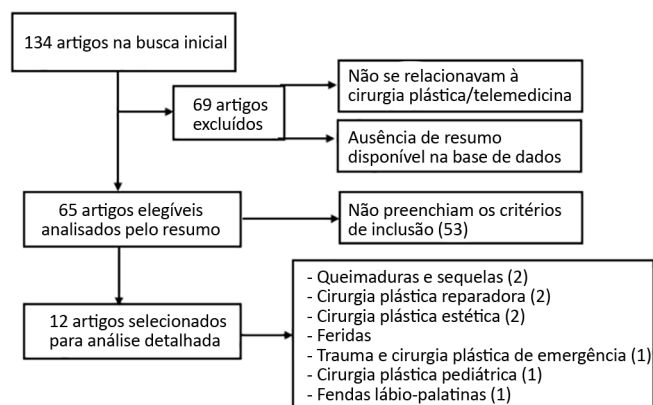 134 artigos na busca inicial
69 artigos
excluídos
Não se relacionavam à
cirurgia plástica/telemedicina
Ausência de resumo
disponível na base de dados
65 artigos elegíveis
analisados pelo resumo
Não preenchiam os critérios
de inclusão (53)
12 artigos selecionados
para análise detalhada
- Queimaduras e sequelas (2)
- Cirurgia plástica reparadora (2)
- Cirurgia plástica estética (2)
- Feridas
- Trauma e cirurgia plástica de emergência (1)
- Cirurgia plástica pediátrica (1)
- Fendas lábio-palatinas (1)